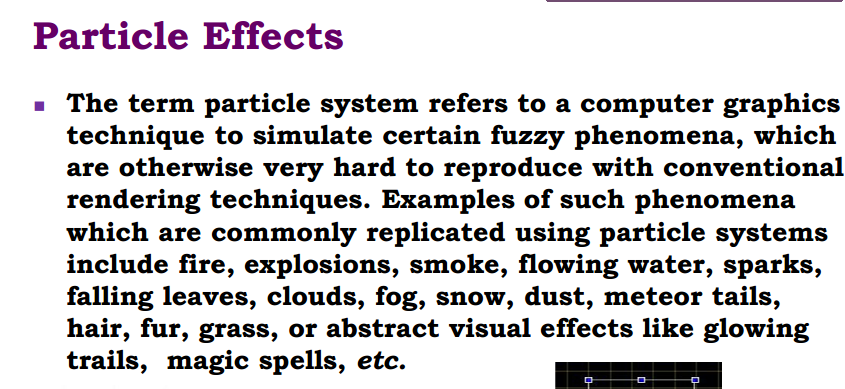 Particle Effects
▪ The term particle system refers to a computer graphics
technique to simulate certain fuzzy phenomena, which
are otherwise very hard to reproduce with conventional
rendering techniques. Examples of such phenomena
which are commonly replicated using particle systems
include fire, explosions, smoke, flowing water, sparks,
falling leaves, clouds, fog, snow, dust, meteor tails,
hair, fur, grass, or abstract visual effects like glowing
trails,  magic spells, etc.